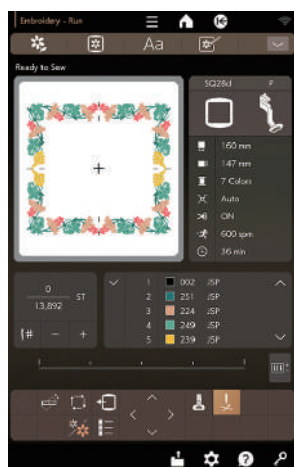 Embroidery - Run
Aa
Ready to Sew
SQ28d P
160 mm
147 mm
7 Colors
Auto
ON
600 spm
36 min
0
13,892
ST
1 002 JSP
2 251 JSP
3 224 JSP
4 249 JSP
5 239 JSP
# - +
?